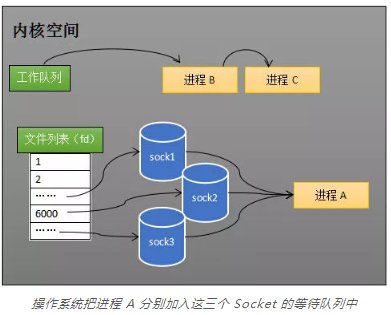 内核空间
工作队列
进程 B
进程 C
文件列表（fd）
1
2
……
6000
……
sock1
sock2
sock3
进程 A
操作系统把进程 A 分别加入这三个 Socket 的等待队列中